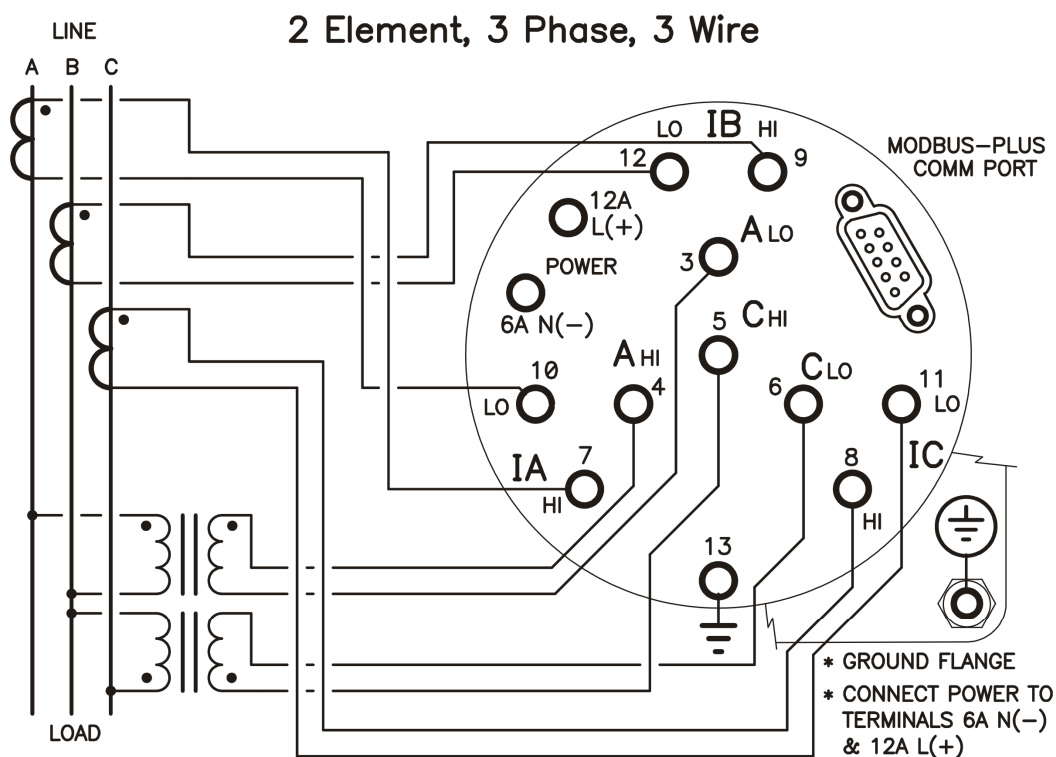 2 Element, 3 Phase, 3 Wire
LINE
A B C
LO IB HI
12
9
MODBUS-PLUS
COMM PORT
12A
L(+)
A LO
3
POWER
6A N(-)
5
C HI
10
LO
A HI
4
C LO
6
11
LO
IA
7
HI
8
HI
IC
13
LOAD
* GROUND FLANGE
* CONNECT POWER TO
TERMINALS 6A N(-)
& 12A L(+)